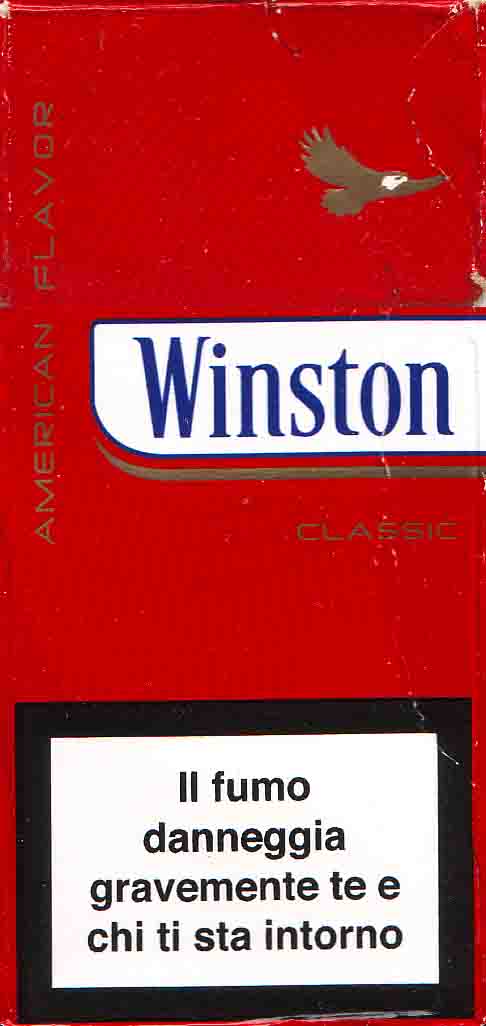 AMERICAN FLAVOR
Winston
CLASSIC
Il fumo
danneggia
gravemente te e
chi ti sta intorno